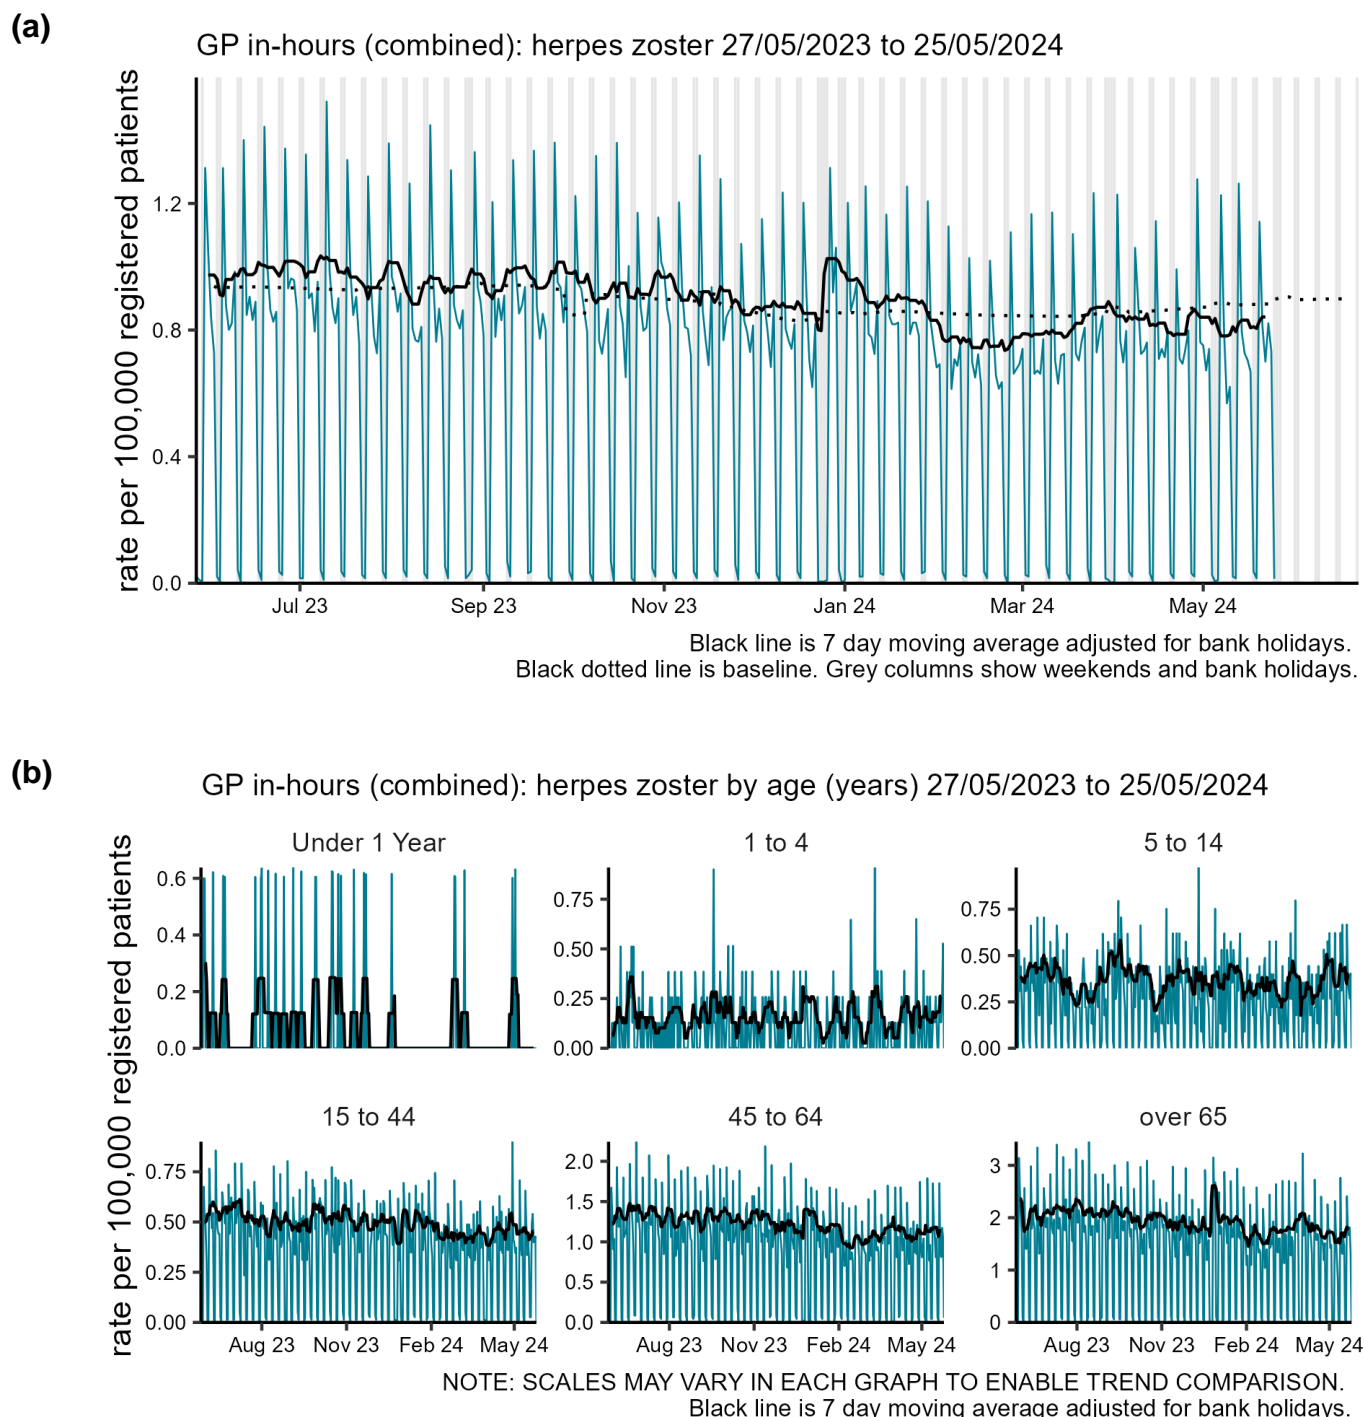 (a)
GP in-hours (combined): herpes zoster 27/05/2023 to 25/05/2024
rate per 100,000 registered patients
1.2
0.8
0.4
0.0
Jul 23 Sep 23 Nov 23 Jan 24 Mar 24 May 24
Black line is 7 day moving average adjusted for bank holidays.
Black dotted line is baseline. Grey columns show weekends and bank holidays.
(b)
GP in-hours (combined): herpes zoster by age (years) 27/05/2023 to 25/05/2024
rate per 100,000 registered patients
Under 1 Year
0.6
0.4
0.2
0.0
1 to 4
0.75
0.50
0.25
0.00
5 to 14
0.75
0.50
0.25
0.00
15 to 44
0.75
0.50
0.25
0.00
Aug 23 Nov 23 Feb 24 May 24
45 to 64
2.0
1.5
1.0
0.5
0.0
Aug 23 Nov 23 Feb 24 May 24
over 65
3
2
1
0
Aug 23 Nov 23 Feb 24 May 24
NOTE: SCALES MAY VARY IN EACH GRAPH TO ENABLE TREND COMPARISON.
Black line is 7 day moving average adjusted for bank holidays.